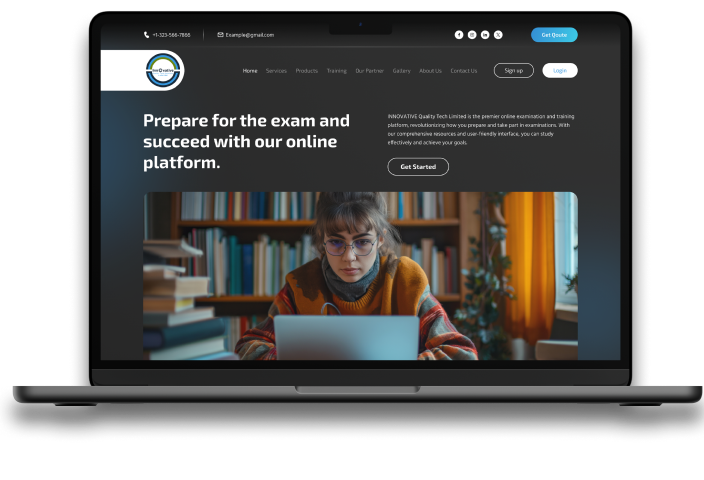 +1-323-566-7866
Example@gmail.com
Get Qoute
Home Services Products Training Our Partner Gallery About Us Contact Us
Sign up
Login
Prepare for the exam and
succeed with our online
platform.
INNOVATIVE Quality Tech Limited is the premier online examination and training
platform, revolutionizing how you prepare and take part in examinations. With
our comprehensive resources and user-friendly interface, you can study
effectively and achieve your goals.
Get Started